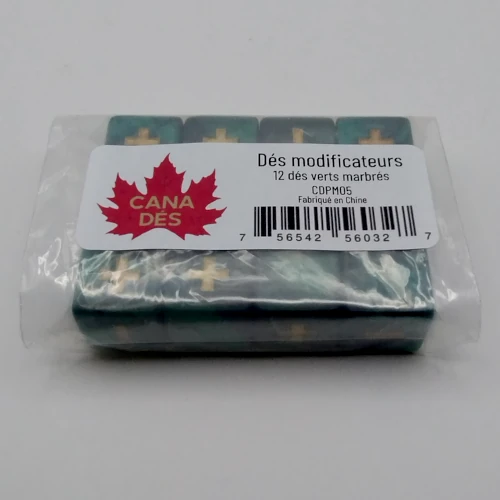 CANA
DÉS
Dés modificateurs
12 dés verts marbrés
CDPM05
Fabriqué en Chine
7 56542 56032 7